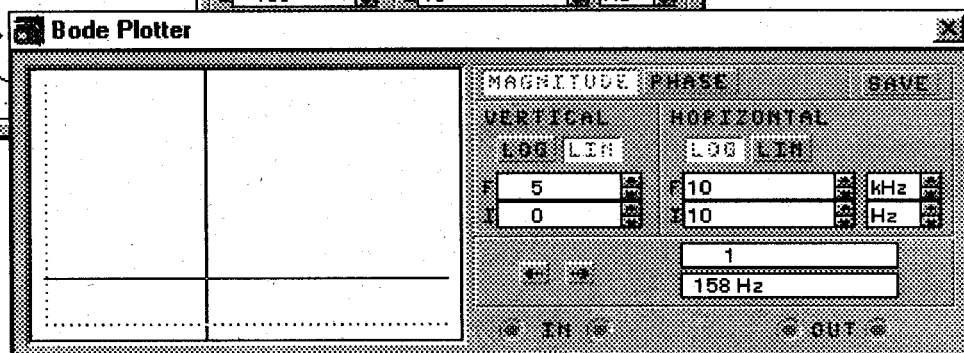 Bode Plotter
MAGNITUDE PHASE SAVE
VERTICAL HORIZONTAL
LOG LIN LOG LIN
F 5 F 10 kHz
I 0 I 10 Hz
1
158 Hz
IN OUT